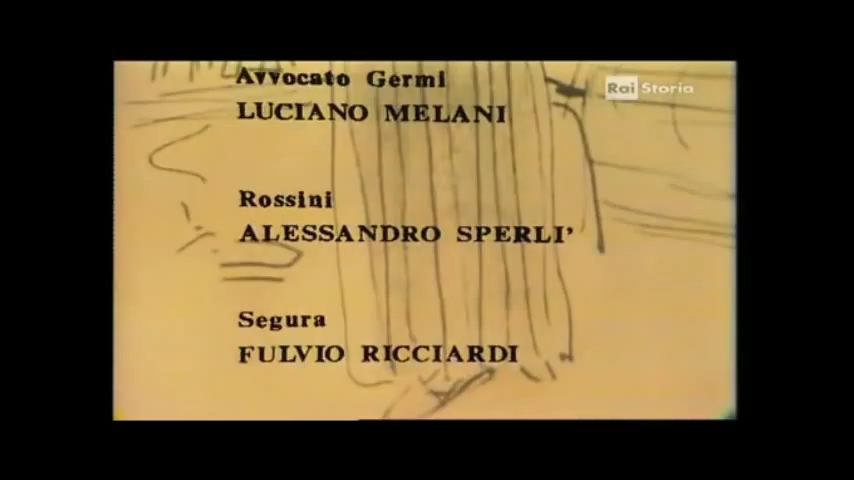 Avvocato Germi
Rai Storia
LUCIANO MELANI
Rossini
ALESSANDRO SPERLI'
Segura
FULVIO RICCIARDI